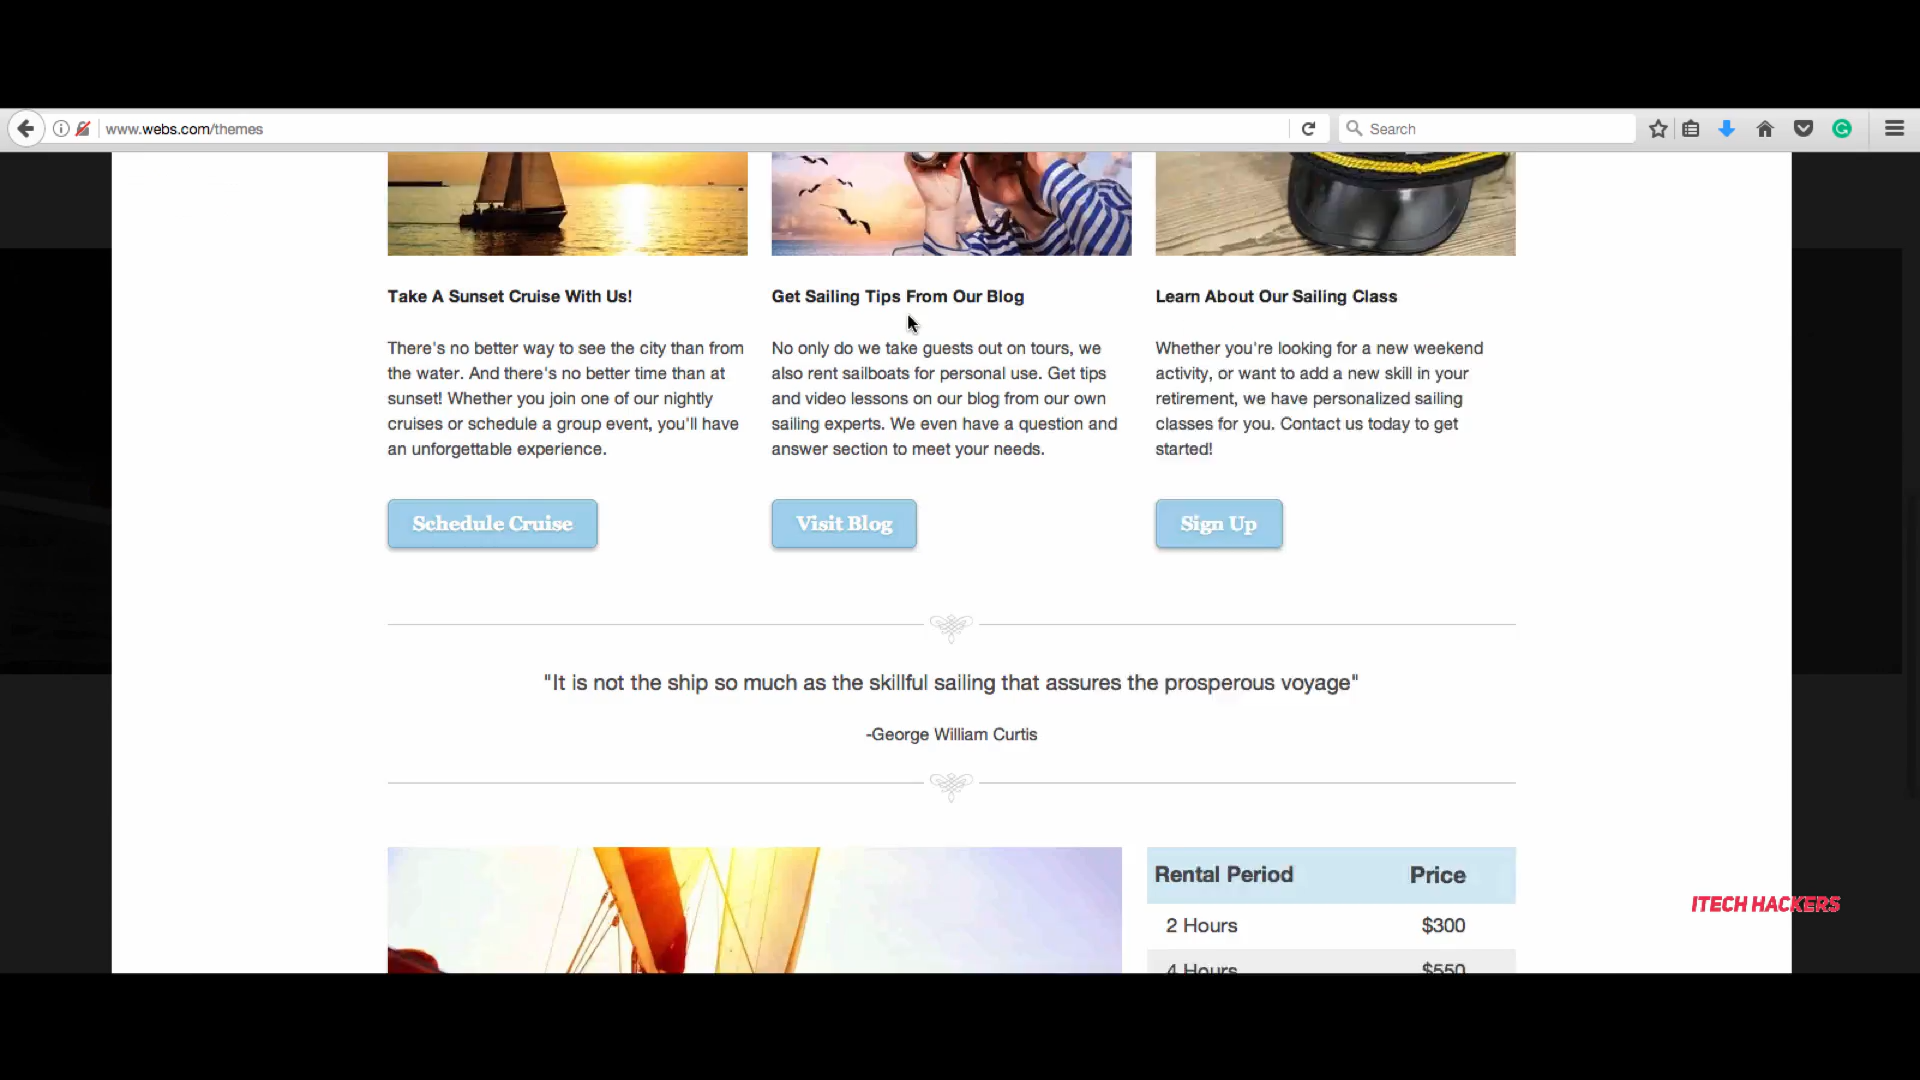 www.webs.com/themes
Search
Take A Sunset Cruise With Us!
There's no better way to see the city than from
the water. And there's no better time than at
sunset! Whether you join one of our nightly
cruises or schedule a group event, you'll have
an unforgettable experience.
Schedule Cruise
Get Sailing Tips From Our Blog
No only do we take guests out on tours, we
also rent sailboats for personal use. Get tips
and video lessons on our blog from our own
sailing experts. We even have a question and
answer section to meet your needs.
Visit Blog
Learn About Our Sailing Class
Whether you're looking for a new weekend
activity, or want to add a new skill in your
retirement, we have personalized sailing
classes for you. Contact us today to get
started!
Sign Up
"It is not the ship so much as the skillful sailing that assures the prosperous voyage"
-George William Curtis
Rental Period Price
2 Hours $300
4 Hours $550
ITECH HACKERS